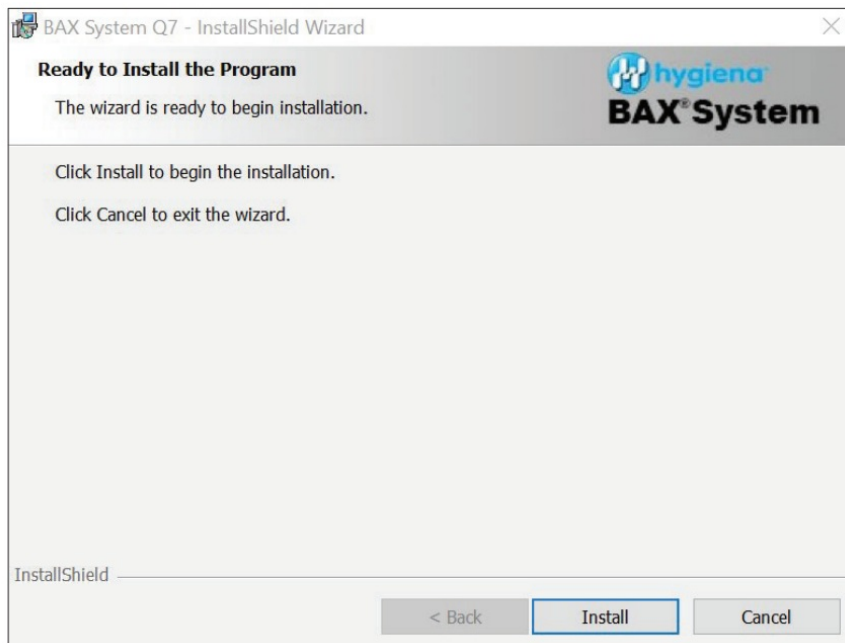 BAX System Q7 - InstallShield Wizard
Ready to Install the Program
The wizard is ready to begin installation.
hygiena
BAX®System
Click Install to begin the installation.
Click Cancel to exit the wizard.
InstallShield
< Back
Install
Cancel